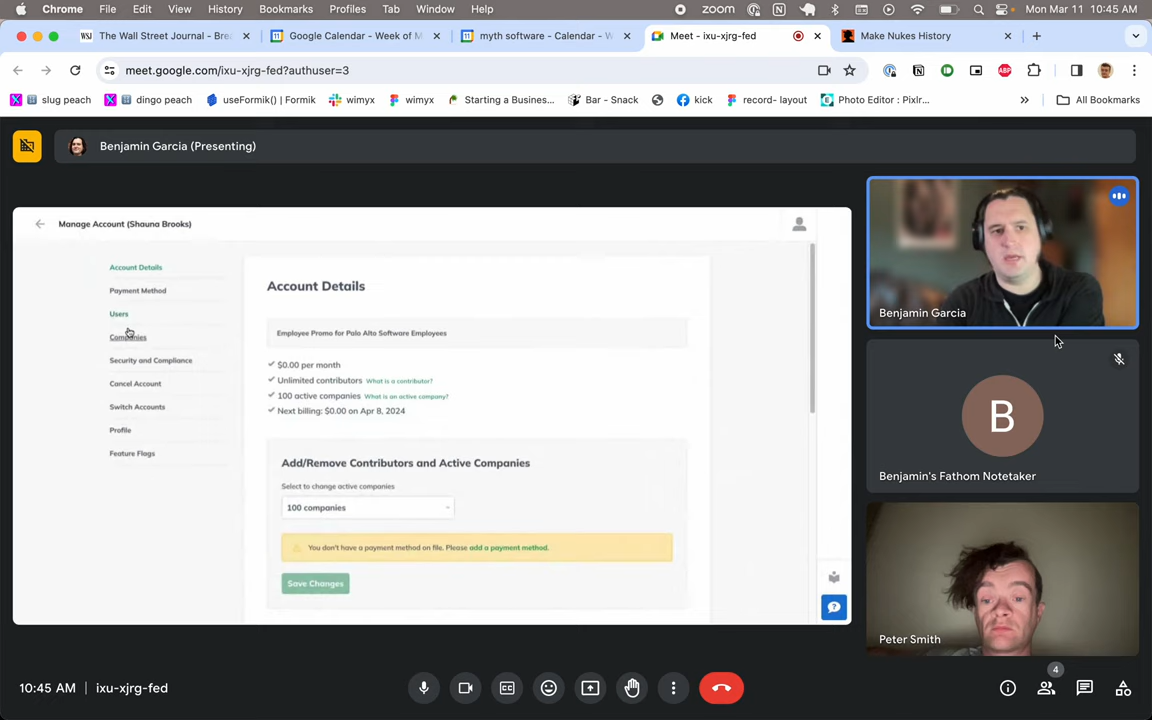 Chrome File Edit View History Bookmarks Profiles Tab Window Help zoom Mon Mar 11 10:45 AM
The Wall Street Journal - Bre Google Calendar - Week of M myth software - Calendar - W Meet - ixu-xjrg-fed Make Nukes History
meet.google.com/ixu-xjrg-fed?authuser=3
slug peach dingo peach useFormik() | Formik wimyx wimyx Starting a Business... Bar - Snack kick record- layout Photo Editor : Pixlr... All Bookmarks
Benjamin Garcia (Presenting)
Manage Account (Shauna Brooks)
Account Details
Payment Method
Users
Companies
Security and Compliance
Cancel Account
Switch Accounts
Profile
Feature Flags
Account Details
Employee Promo for Palo Alto Software Employees
$0.00 per month
Unlimited contributors What is a contributor?
100 active companies What is an active company?
Next billing: $0.00 on Apr 8, 2024
Add/Remove Contributors and Active Companies
Select to change active companies
100 companies
You don't have a payment method on file. Please add a payment method.
Save Changes
Benjamin Garcia
B
Benjamin's Fathom Notetaker
Peter Smith
10:45 AM | ixu-xjrg-fed
4